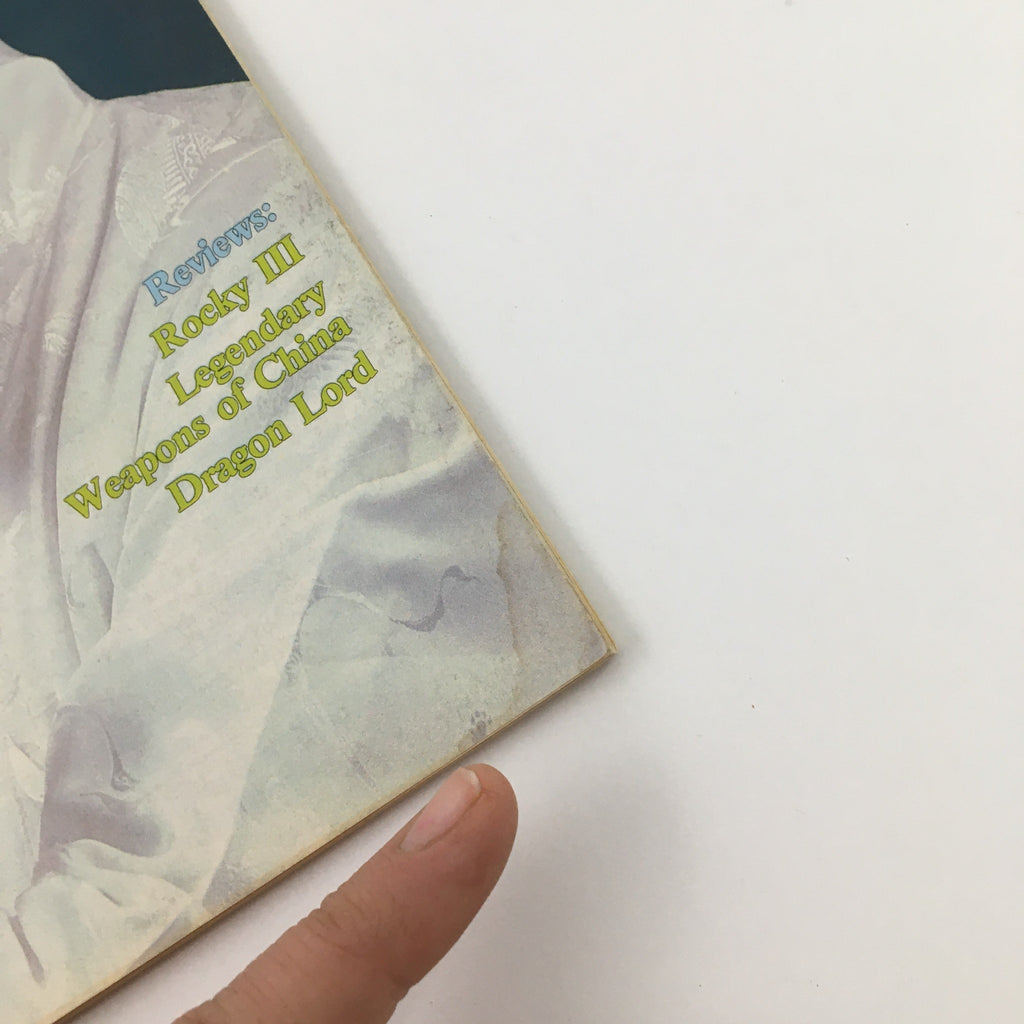 Reviews:
Rocky III
Legendary
Weapons of China
Dragon Lord